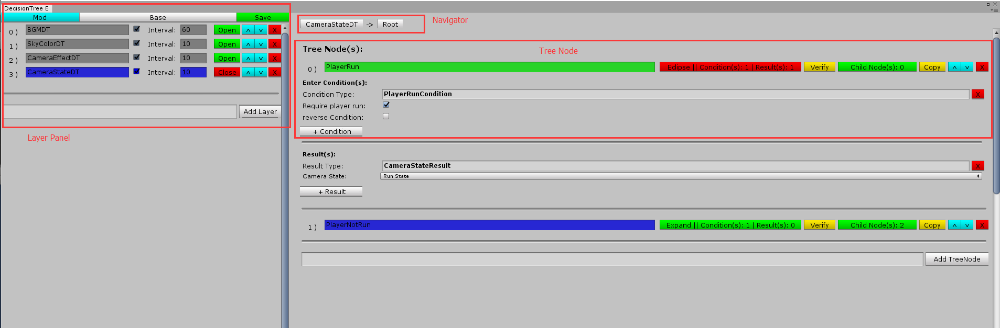 DecisionTree E
Mod Base Save
0 ) BGMDT Interval: 60 Open ʌ v X
1 ) SkyColorDT Interval: 10 Open ʌ v X
2 ) CameraEffectDT Interval: 10 Open ʌ v X
3 ) CameraStateDT Interval: 10 Close ʌ v X
Add Layer
Layer Panel
CameraStateDT -> Root
Navigator
Tree Node(s):
Tree Node
0 ) PlayerRun Eclipse || Condition(s): 1 | Result(s): 1 Verify Child Node(s): 0 Copy ʌ v X
Enter Condition(s):
Condition Type: PlayerRunCondition X
Require player run:
reverse Condition:
+ Condition
Result(s):
Result Type: CameraStateResult X
Camera State: Run State
+ Result
1 ) PlayerNotRun Expand || Condition(s): 1 | Result(s): 0 Verify Child Node(s): 2 Copy ʌ v X
Add TreeNode